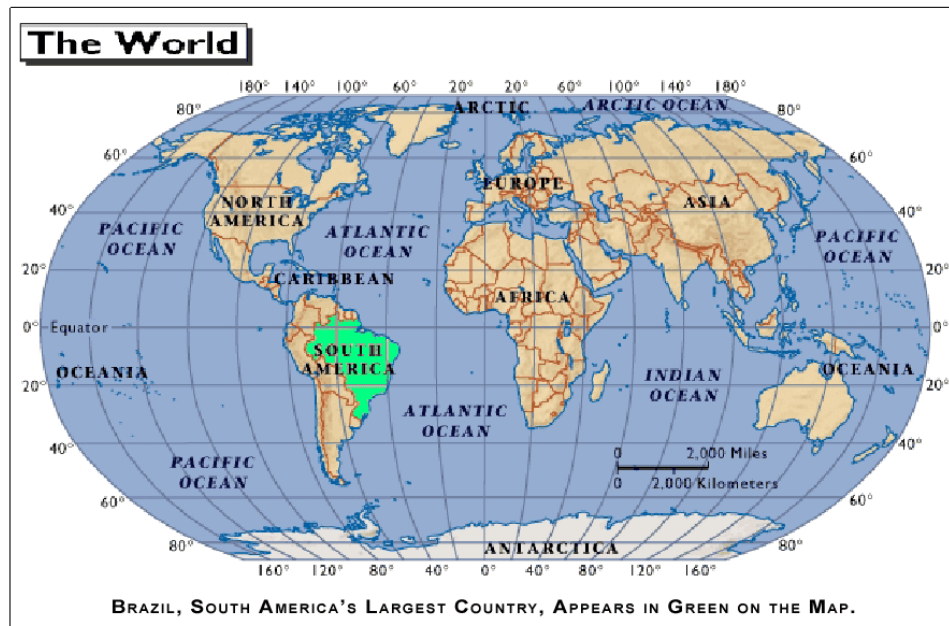 The World
180° 140° 100° 60° 20° 20° 60° 100° 140° 180°
80° ARCTIC ARCTIC OCEAN 80°
60° 60°
EUROPE
NORTH AMERICA
ASIA
40° 40°
PACIFIC OCEAN
ATLANTIC OCEAN
PACIFIC OCEAN
20° CARIBBEAN 20°
AFRICA
0° Equator 0°
SOUTH AMERICA
OCEANIA
INDIAN OCEAN
OCEANIA
20° 20°
ATLANTIC OCEAN
40° 40°
0 2,000 Miles
0 2,000 Kilometers
PACIFIC OCEAN
60° 60°
80° ANTARCTICA 80°
160° 120° 80° 40° 0° 40° 80° 120° 160°
Brazil, South America's Largest Country, Appears in Green on the Map.